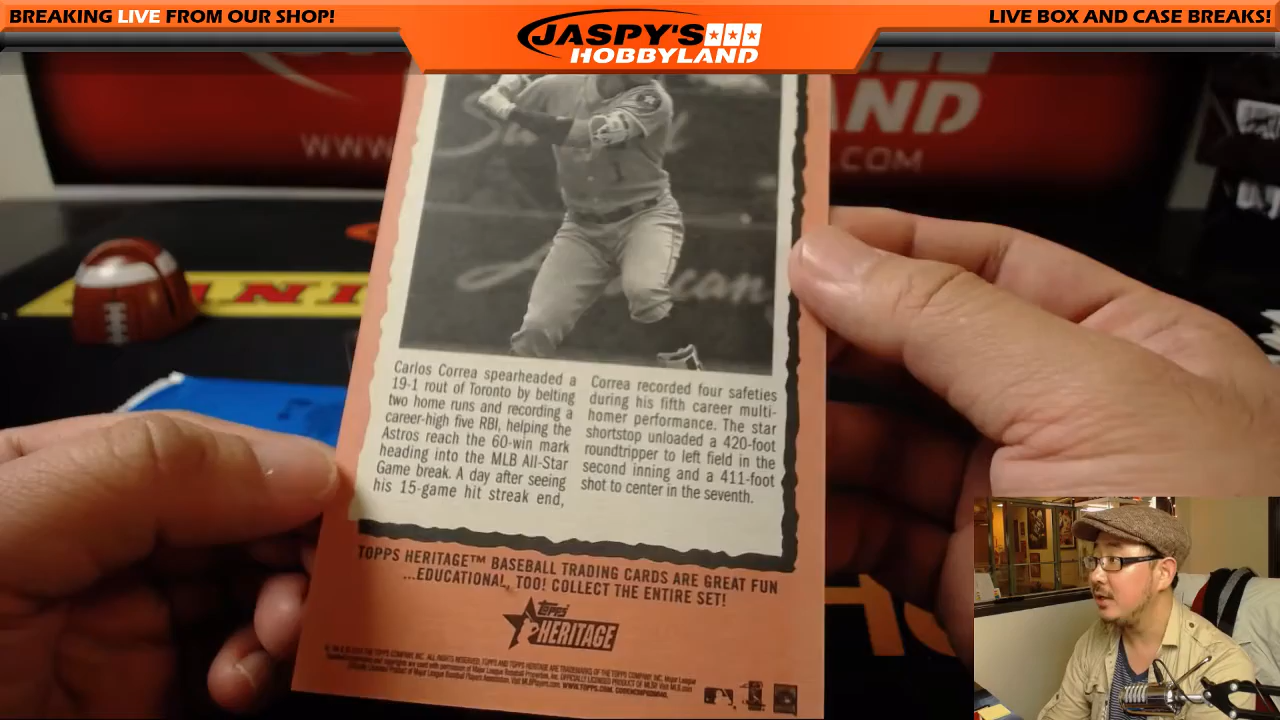 BREAKING LIVE FROM OUR SHOP!
JASPY'S
HOBBYLAND
LIVE BOX AND CASE BREAKS!
LAND
WWW
.COM
ININI
Carlos Correa spearheaded a
19-1 rout of Toronto by belting
two home runs and recording a
career-high five RBI, helping the
Astros reach the 60-win mark
heading into the MLB All-Star
Game break. A day after seeing
his 15-game hit streak end,
Correa recorded four safeties
during his fifth career multi-
homer performance. The star
shortstop unloaded a 420-foot
roundtripper to left field in the
second inning and a 411-foot
shot to center in the seventh.
TOPPS HERITAGE™ BASEBALL TRADING CARDS ARE GREAT FUN
...EDUCATIONAL, TOO! COLLECT THE ENTIRE SET!
Topps
HERITAGE